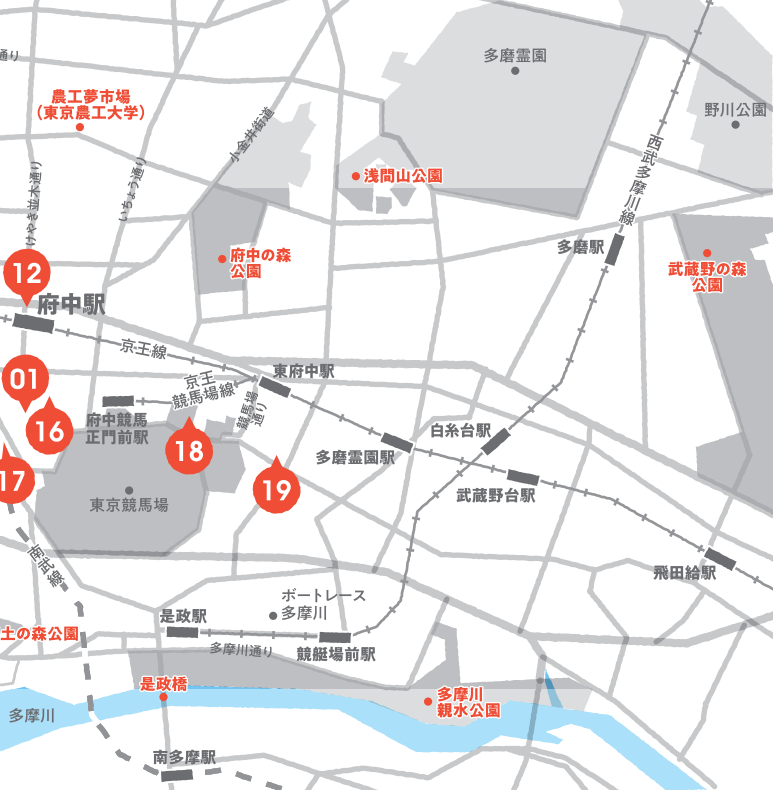 通り
多磨霊園
農工夢市場
（東京農工大学）
野川公園
小金井街道
西武多摩川線
浅間山公園
けやき並木通り
いちょう通り
府中の森
公園
多磨駅
武蔵野の森
公園
12
府中駅
京王線
東府中駅
01
京王
競馬場線
競馬場
通り
府中競馬
正門前駅
16
18
白糸台駅
多磨霊園駅
17
19
武蔵野台駅
東京競馬場
南武線
飛田給駅
ボートレース
多摩川
是政駅
土の森公園
多摩川通り
競艇場前駅
是政橋
多摩川
親水公園
多摩川
南多摩駅